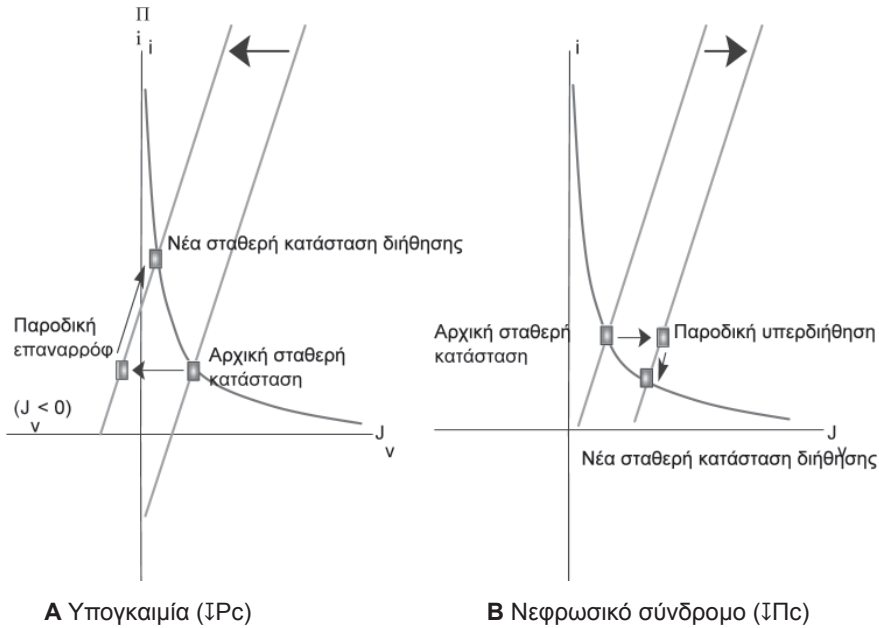 Π
i i
Νέα σταθερή κατάσταση διήθησης
Παροδική
επαναρρόφ
Αρχική σταθερή
κατάσταση
(J < 0)
v
J
v
Α Υπογκαιμία (↧Pc)
i
Αρχική σταθερή
κατάσταση
Παροδική υπερδιήθηση
J
v
Νέα σταθερή κατάσταση διήθησης
Β Νεφρωσικό σύνδρομο (↧Πc)